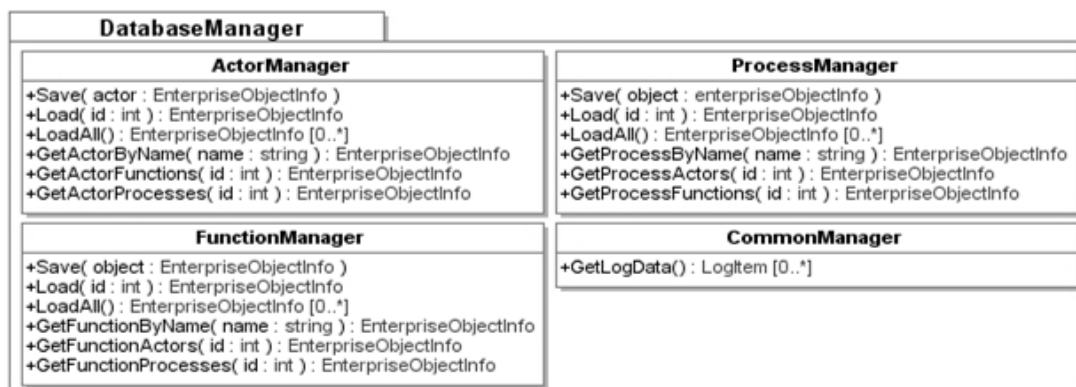 DatabaseManager
ActorManager
+Save( actor : EnterpriseObjectInfo )
+Load( id : int ) : EnterpriseObjectInfo
+LoadAll() : EnterpriseObjectInfo [0..*]
+GetActorByName( name : string ) : EnterpriseObjectInfo
+GetActorFunctions( id : int ) : EnterpriseObjectInfo
+GetActorProcesses( id : int ) : EnterpriseObjectInfo
ProcessManager
+Save( object : enterpriseObjectInfo )
+Load( id : int ) : EnterpriseObjectInfo
+LoadAll() : EnterpriseObjectInfo [0..*]
+GetProcessByName( name : string ) : EnterpriseObjectInfo
+GetProcessActors( id : int ) : EnterpriseObjectInfo
+GetProcessFunctions( id : int ) : EnterpriseObjectInfo
FunctionManager
+Save( object : EnterpriseObjectInfo )
+Load( id : int ) : EnterpriseObjectInfo
+LoadAll() : EnterpriseObjectInfo [0..*]
+GetFunctionByName( name : string ) : EnterpriseObjectInfo
+GetFunctionActors( id : int ) : EnterpriseObjectInfo
+GetFunctionProcesses( id : int ) : EnterpriseObjectInfo
CommonManager
+GetLogData() : LogItem [0..*]